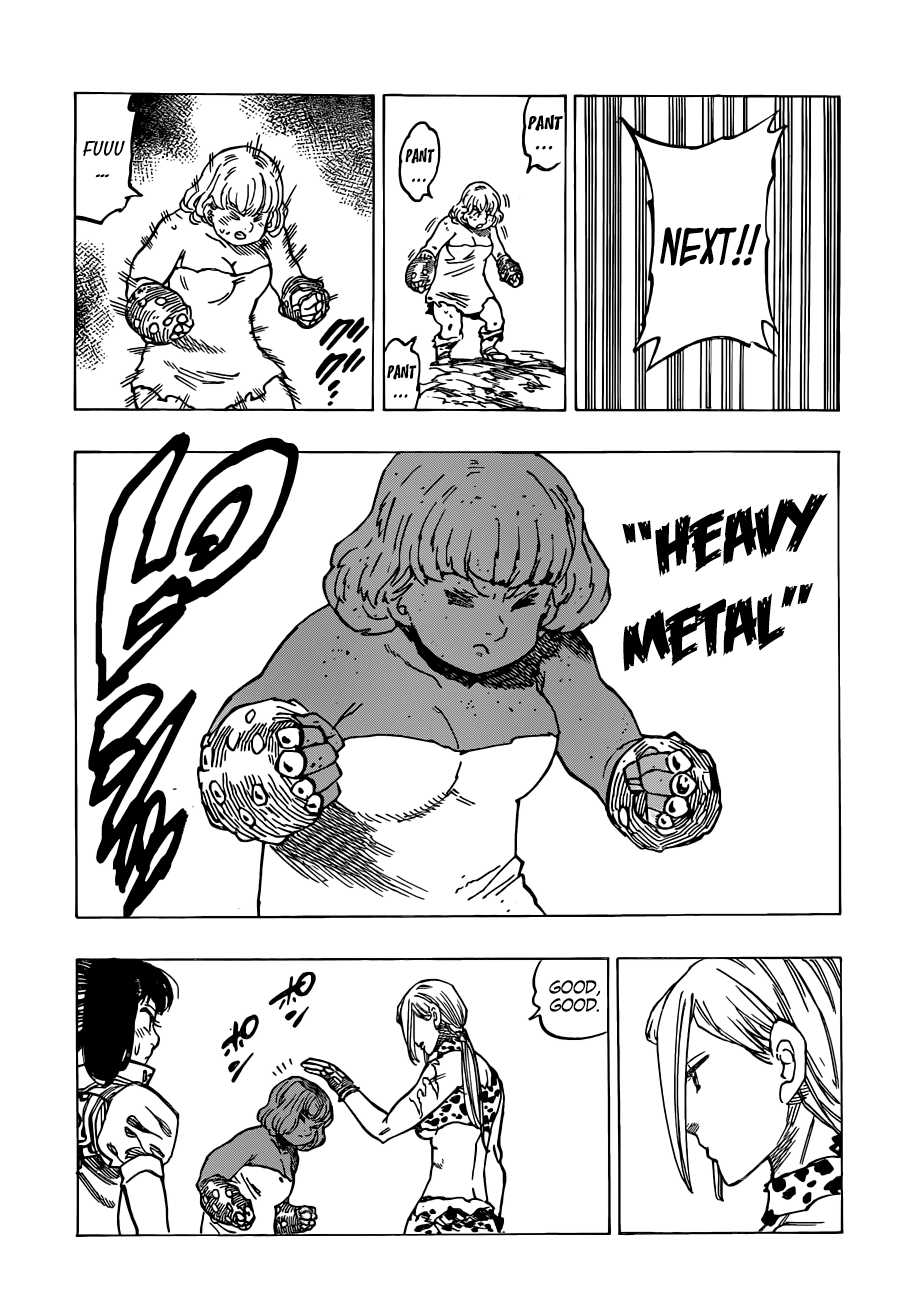 NEXT!!
PANT
...
PANT
...
PANT
...
FUUU
...
"HEAVY
METAL"
GOOD,
GOOD.